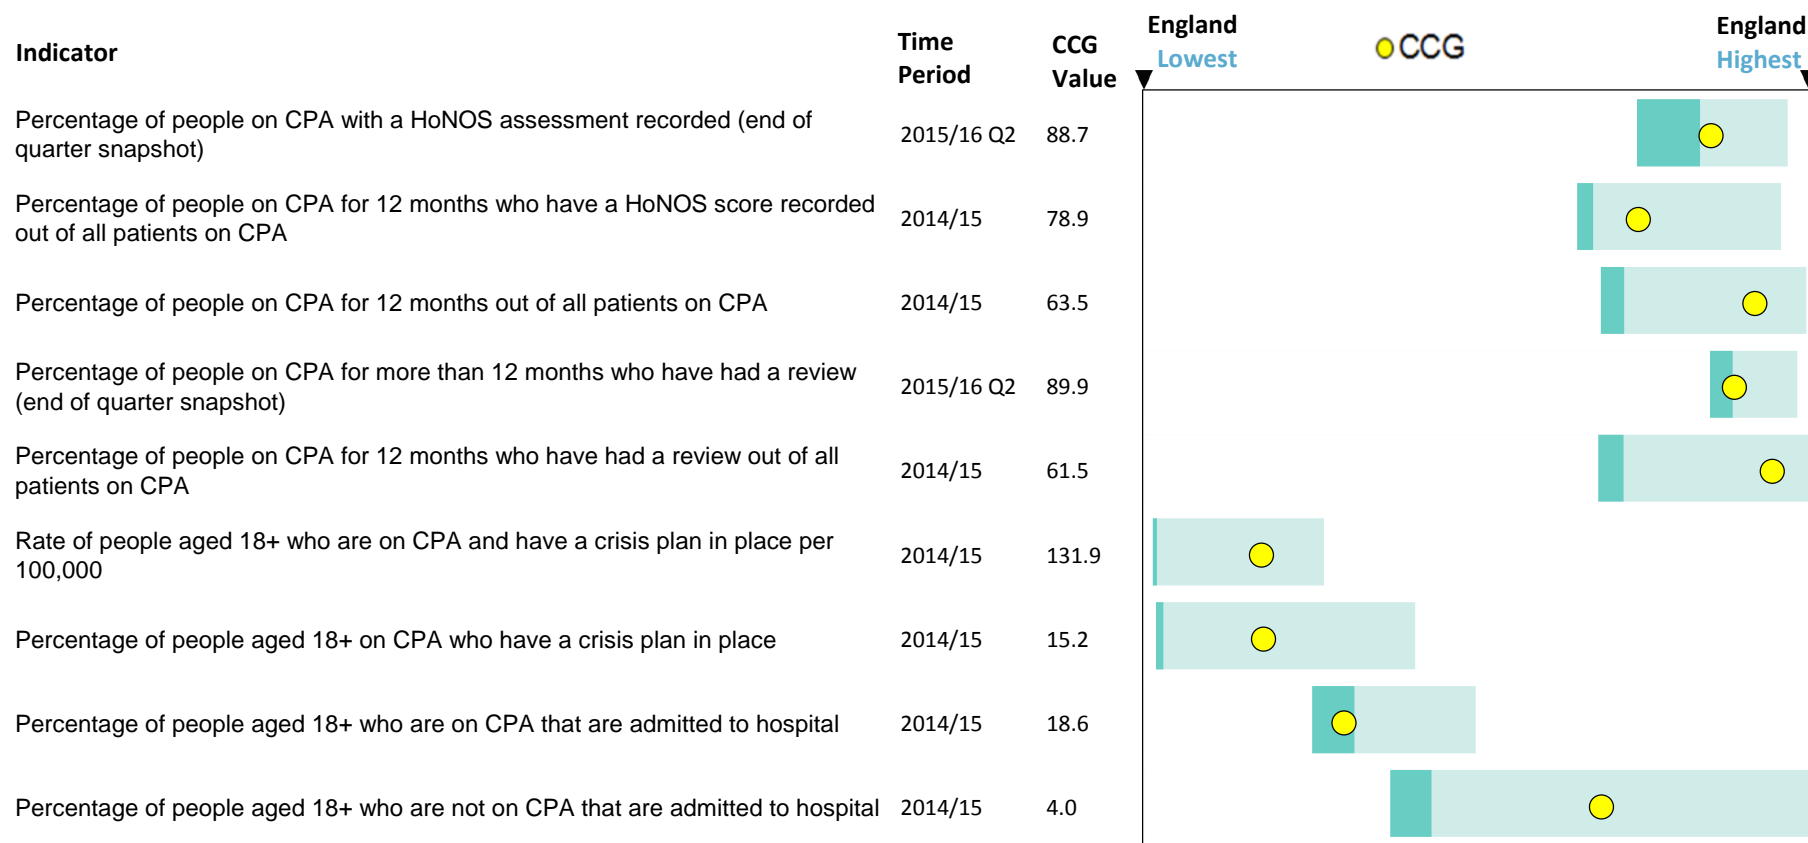 Indicator
Time Period
CCG Value
England Lowest
CCG
England Highest
Percentage of people on CPA with a HoNOS assessment recorded (end of
quarter snapshot)
2015/16 Q2 88.7
Percentage of people on CPA for 12 months who have a HoNOS score recorded
out of all patients on CPA
2014/15 78.9
Percentage of people on CPA for 12 months out of all patients on CPA 2014/15 63.5
Percentage of people on CPA for more than 12 months who have had a review
(end of quarter snapshot)
2015/16 Q2 89.9
Percentage of people on CPA for 12 months who have had a review out of all
patients on CPA
2014/15 61.5
Rate of people aged 18+ who are on CPA and have a crisis plan in place per
100,000
2014/15 131.9
Percentage of people aged 18+ on CPA who have a crisis plan in place 2014/15 15.2
Percentage of people aged 18+ who are on CPA that are admitted to hospital 2014/15 18.6
Percentage of people aged 18+ who are not on CPA that are admitted to hospital 2014/15 4.0